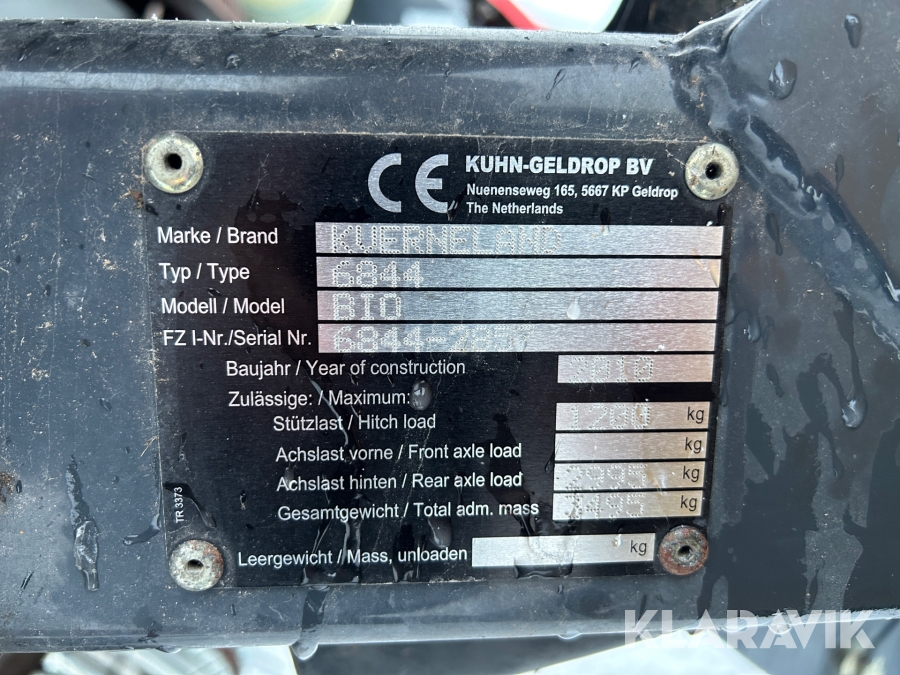 CE KUHN-GELDROP BV
Nuenenseweg 165, 5667 KP Geldrop
The Netherlands
Marke / Brand KVERNELAND
Typ / Type 6844
Modell / Model BIO
FZ I-Nr./Serial Nr.
Baujahr / Year of construction 2010
Zulässige: / Maximum:
Stützlast / Hitch load 1200 kg
Achslast vorne / Front axle load kg
Achslast hinten / Rear axle load kg
Gesamtgewicht / Total adm. mass kg
Leergewicht / Mass, unloaden kg
TR.3373
KLARAVIK